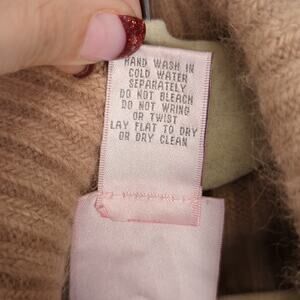 HAND WASH IN
COLD WATER
SEPARATELY
DO NOT BLEACH
DO NOT WRING
OR TWIST
LAY FLAT TO DRY
OR DRY CLEAN